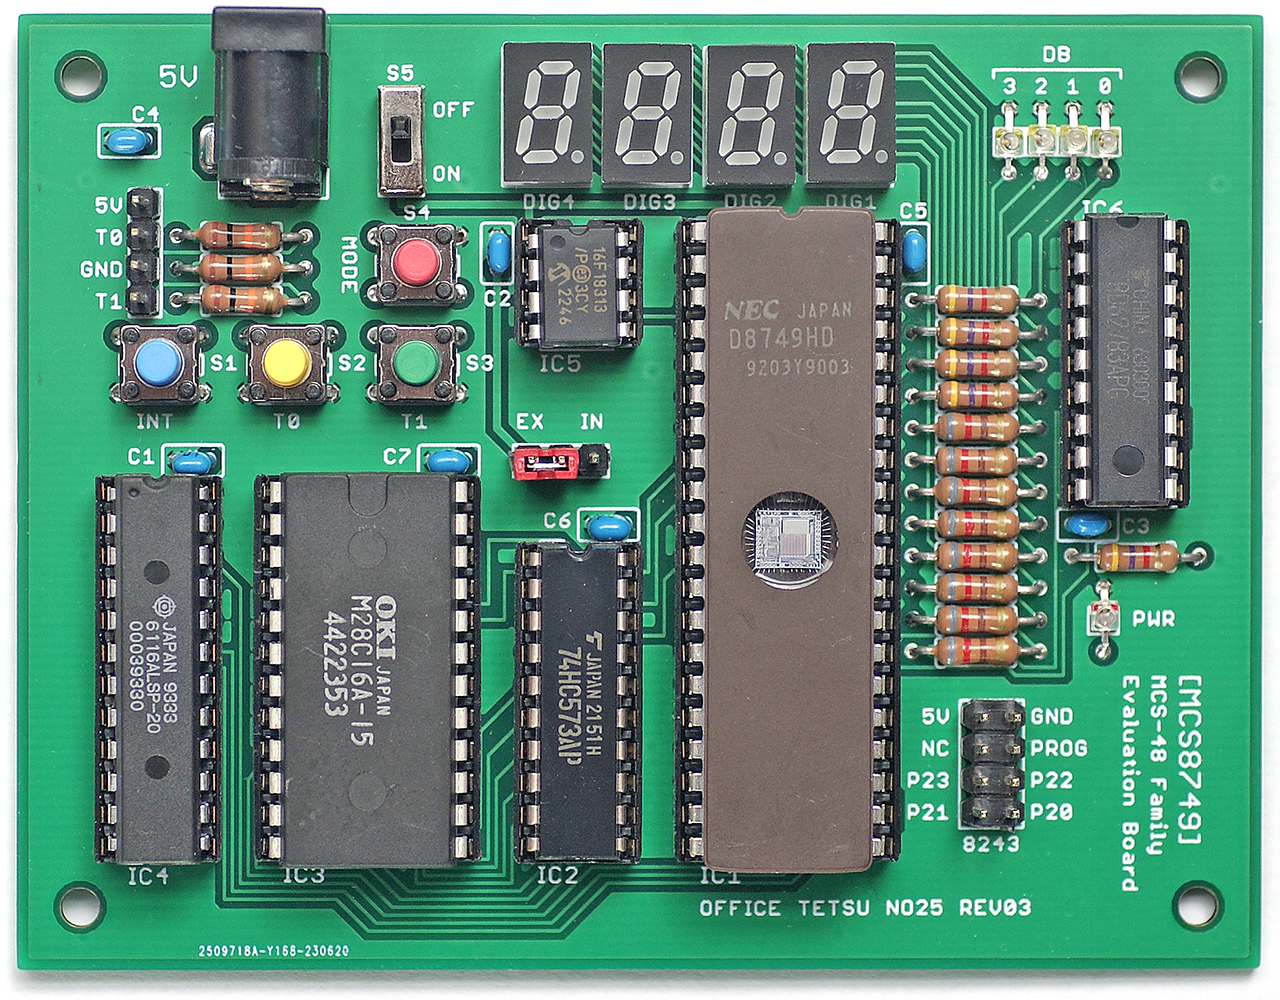 5V
C4
S5
OFF
ON
DB
3 2 1 0
DIG4 DIG3 DIG2 DIG1
5V
T0
GND
T1
S4
MODE
C2
C5
IC6
16F18313
/P e3 CY
2246
IC5
NEC JAPAN
D8749HD
9203Y9003
S1
S2
S3
INT
T0
T1
EX IN
C1
C7
C6
C3
PWR
JAPAN 9333
6116ALSP-20
00039330
OKI JAPAN
M28C16A-15
4422353
JAPAN 2151H
74HC573AP
5V GND
NC PROG
P23 P22
P21 P20
8243
[MCS8749]
MCS-48 Family
Evaluation Board
IC4
IC3
IC2
IC1
OFFICE TETSU NO25 REV03
2509718A-Y168-230620